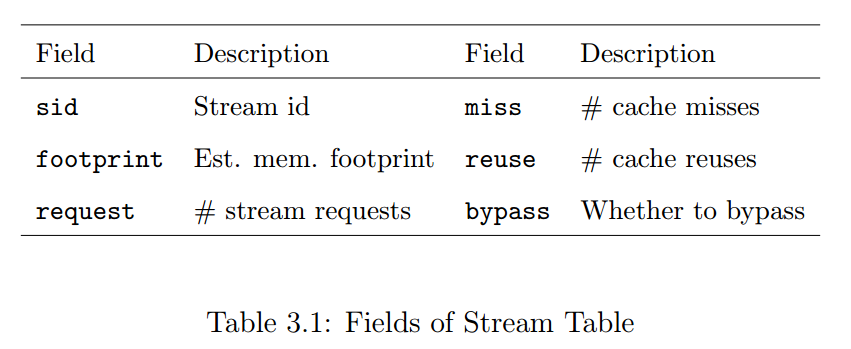 Field Description Field Description
sid Stream id miss # cache misses
footprint Est. mem. footprint reuse # cache reuses
request # stream requests bypass Whether to bypass
Table 3.1: Fields of Stream Table